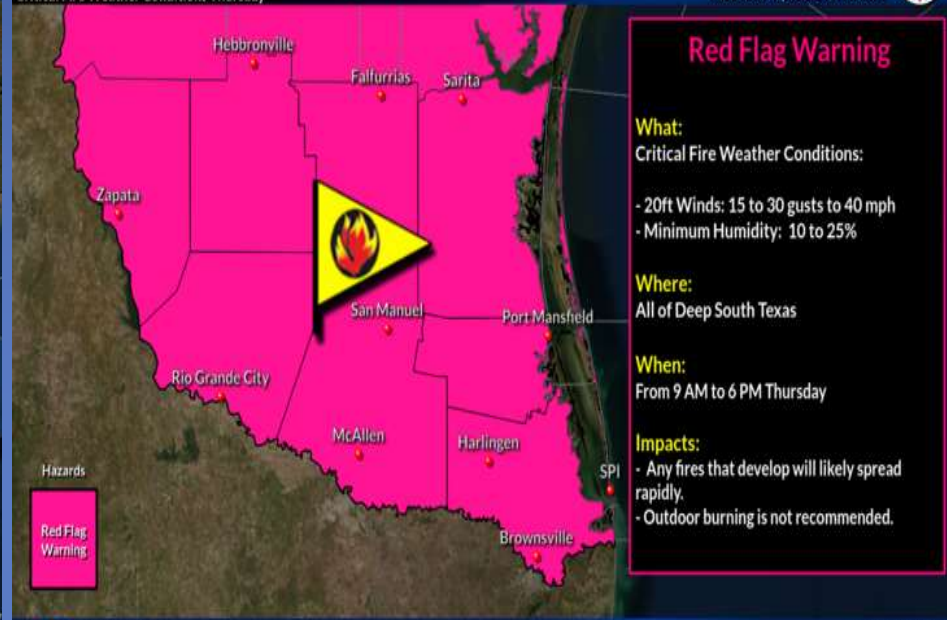 Hebbronville
Falfurrias
Sarita
Zapata
San Manuel
Port Mansfield
Rio Grande City
McAllen
Harlingen
SPI
Brownsville
Hazards
Red Flag
Warning
Red Flag Warning
What:
Critical Fire Weather Conditions:
- 20ft Winds: 15 to 30 gusts to 40 mph
- Minimum Humidity: 10 to 25%
Where:
All of Deep South Texas
When:
From 9 AM to 6 PM Thursday
Impacts:
- Any fires that develop will likely spread
rapidly.
- Outdoor burning is not recommended.